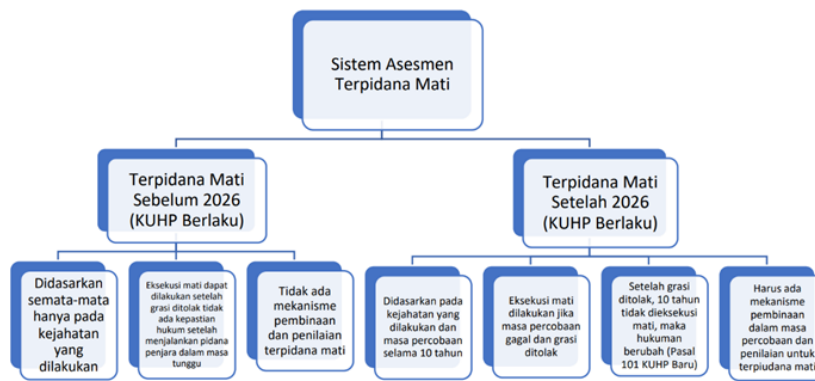 Sistem Asesmen
Terpidana Mati
Terpidana Mati
Sebelum 2026
(KUHP Berlaku)
Terpidana Mati
Setelah 2026
(KUHP Berlaku)
Didasarkan
semata-mata
hanya pada
kejahatan
yang
dilakukan
Eksekusi mati dapat
dilakukan setelah
grasi ditolak tidak
ada kepastian
hukum setelah
menjalankan pidana
penjara dalam masa
tunggu
Tidak ada
mekanisme
pembinaan
dan penilaian
terpidana mati
Didasarkan pada
kejahatan yang
dilakukan dan
masa percobaan
selama 10 tahun
Eksekusi mati
dilakukan jika
masa percobaan
gagal dan grasi
ditolak
Setelah grasi
ditolak, 10 tahun
tidak dieksekusi
mati, maka
hukuman
berubah (Pasal
101 KUHP Baru)
Harus ada
mekanisme
pembinaan
dalam masa
percobaan dan
penilaian untuk
terpiudana mati